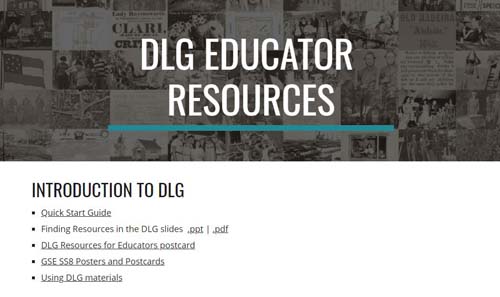 DLG EDUCATOR
RESOURCES
INTRODUCTION TO DLG
Quick Start Guide
Finding Resources in the DLG slides .ppt | .pdf
DLG Resources for Educators postcard
GSE SS8 Posters and Postcards
Using DLG materials